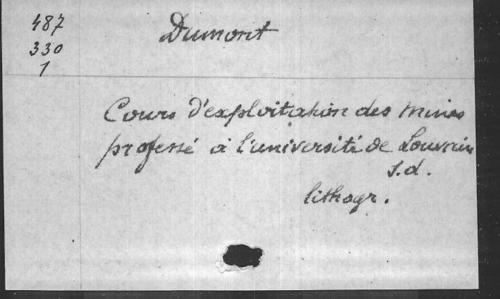 487
330
1
Dumont
Cours d'exploitation des mines
professé à l'université de Louvain
s.d.
lithogr.